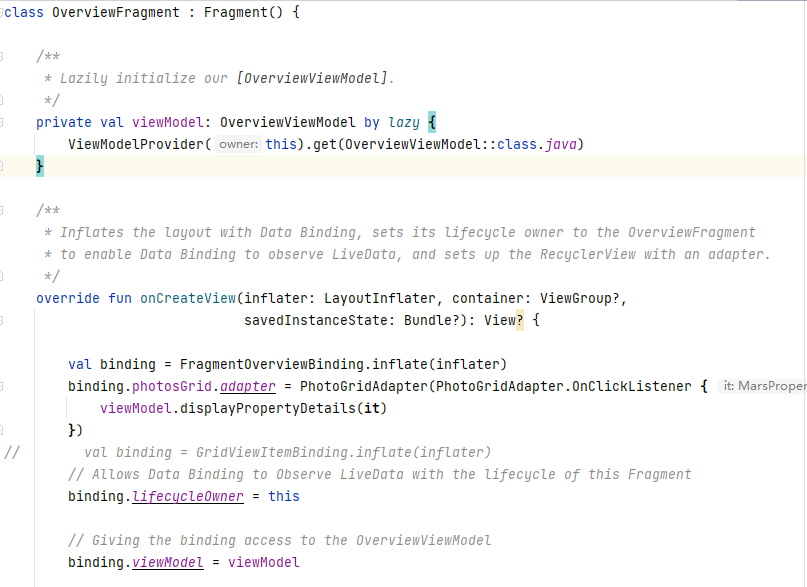 class OverviewFragment : Fragment() {
/**
* Lazily initialize our [OverviewViewModel].
*/
private val viewModel: OverviewViewModel by lazy {
ViewModelProvider( owner: this).get(OverviewViewModel::class.java)
}
/**
* Inflates the layout with Data Binding, sets its lifecycle owner to the OverviewFragment
* to enable Data Binding to observe LiveData, and sets up the RecyclerView with an adapter.
*/
override fun onCreateView(inflater: LayoutInflater, container: ViewGroup?,
savedInstanceState: Bundle?): View? {
val binding = FragmentOverviewBinding.inflate(inflater)
binding.photosGrid.adapter = PhotoGridAdapter(PhotoGridAdapter.OnClickListener { it: MarsProper
viewModel.displayPropertyDetails(it)
})
// val binding = GridViewItemBinding.inflate(inflater)
// Allows Data Binding to Observe LiveData with the lifecycle of this Fragment
binding.lifecycleOwner = this
// Giving the binding access to the OverviewViewModel
binding.viewModel = viewModel